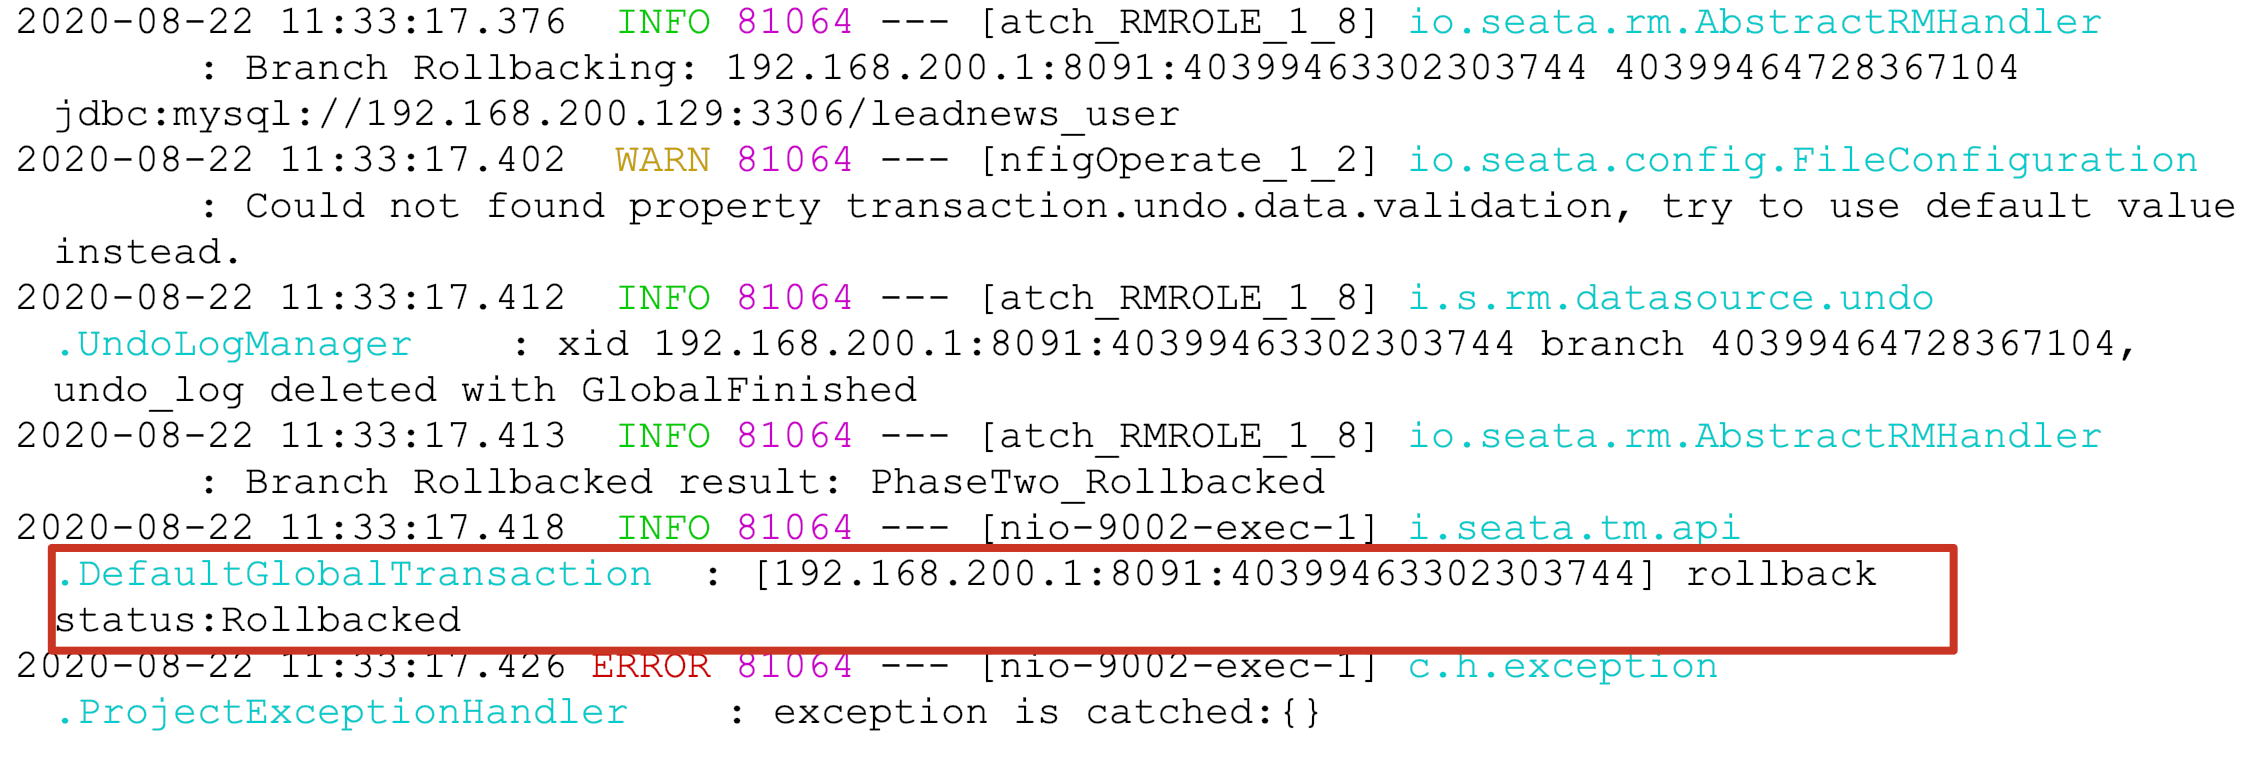 2020-08-22 11:33:17.376  INFO 81064 --- [atch_RMROLE_1_8] io.seata.rm.AbstractRMHandler
: Branch Rollbacking: 192.168.200.1:8091:40399463302303744 40399464728367104
jdbc:mysql://192.168.200.129:3306/leadnews_user
2020-08-22 11:33:17.402  WARN 81064 --- [nfigOperate_1_2] io.seata.config.FileConfiguration
: Could not found property transaction.undo.data.validation, try to use default value
instead.
2020-08-22 11:33:17.412  INFO 81064 --- [atch_RMROLE_1_8] i.s.rm.datasource.undo
.UndoLogManager    : xid 192.168.200.1:8091:40399463302303744 branch 40399464728367104,
undo_log deleted with GlobalFinished
2020-08-22 11:33:17.413  INFO 81064 --- [atch_RMROLE_1_8] io.seata.rm.AbstractRMHandler
: Branch Rollbacked result: PhaseTwo_Rollbacked
2020-08-22 11:33:17.418  INFO 81064 --- [nio-9002-exec-1] i.seata.tm.api
.DefaultGlobalTransaction  : [192.168.200.1:8091:40399463302303744] rollback
status:Rollbacked
2020-08-22 11:33:17.426 ERROR 81064 --- [nio-9002-exec-1] c.h.exception
.ProjectExceptionHandler    : exception is catched:{}